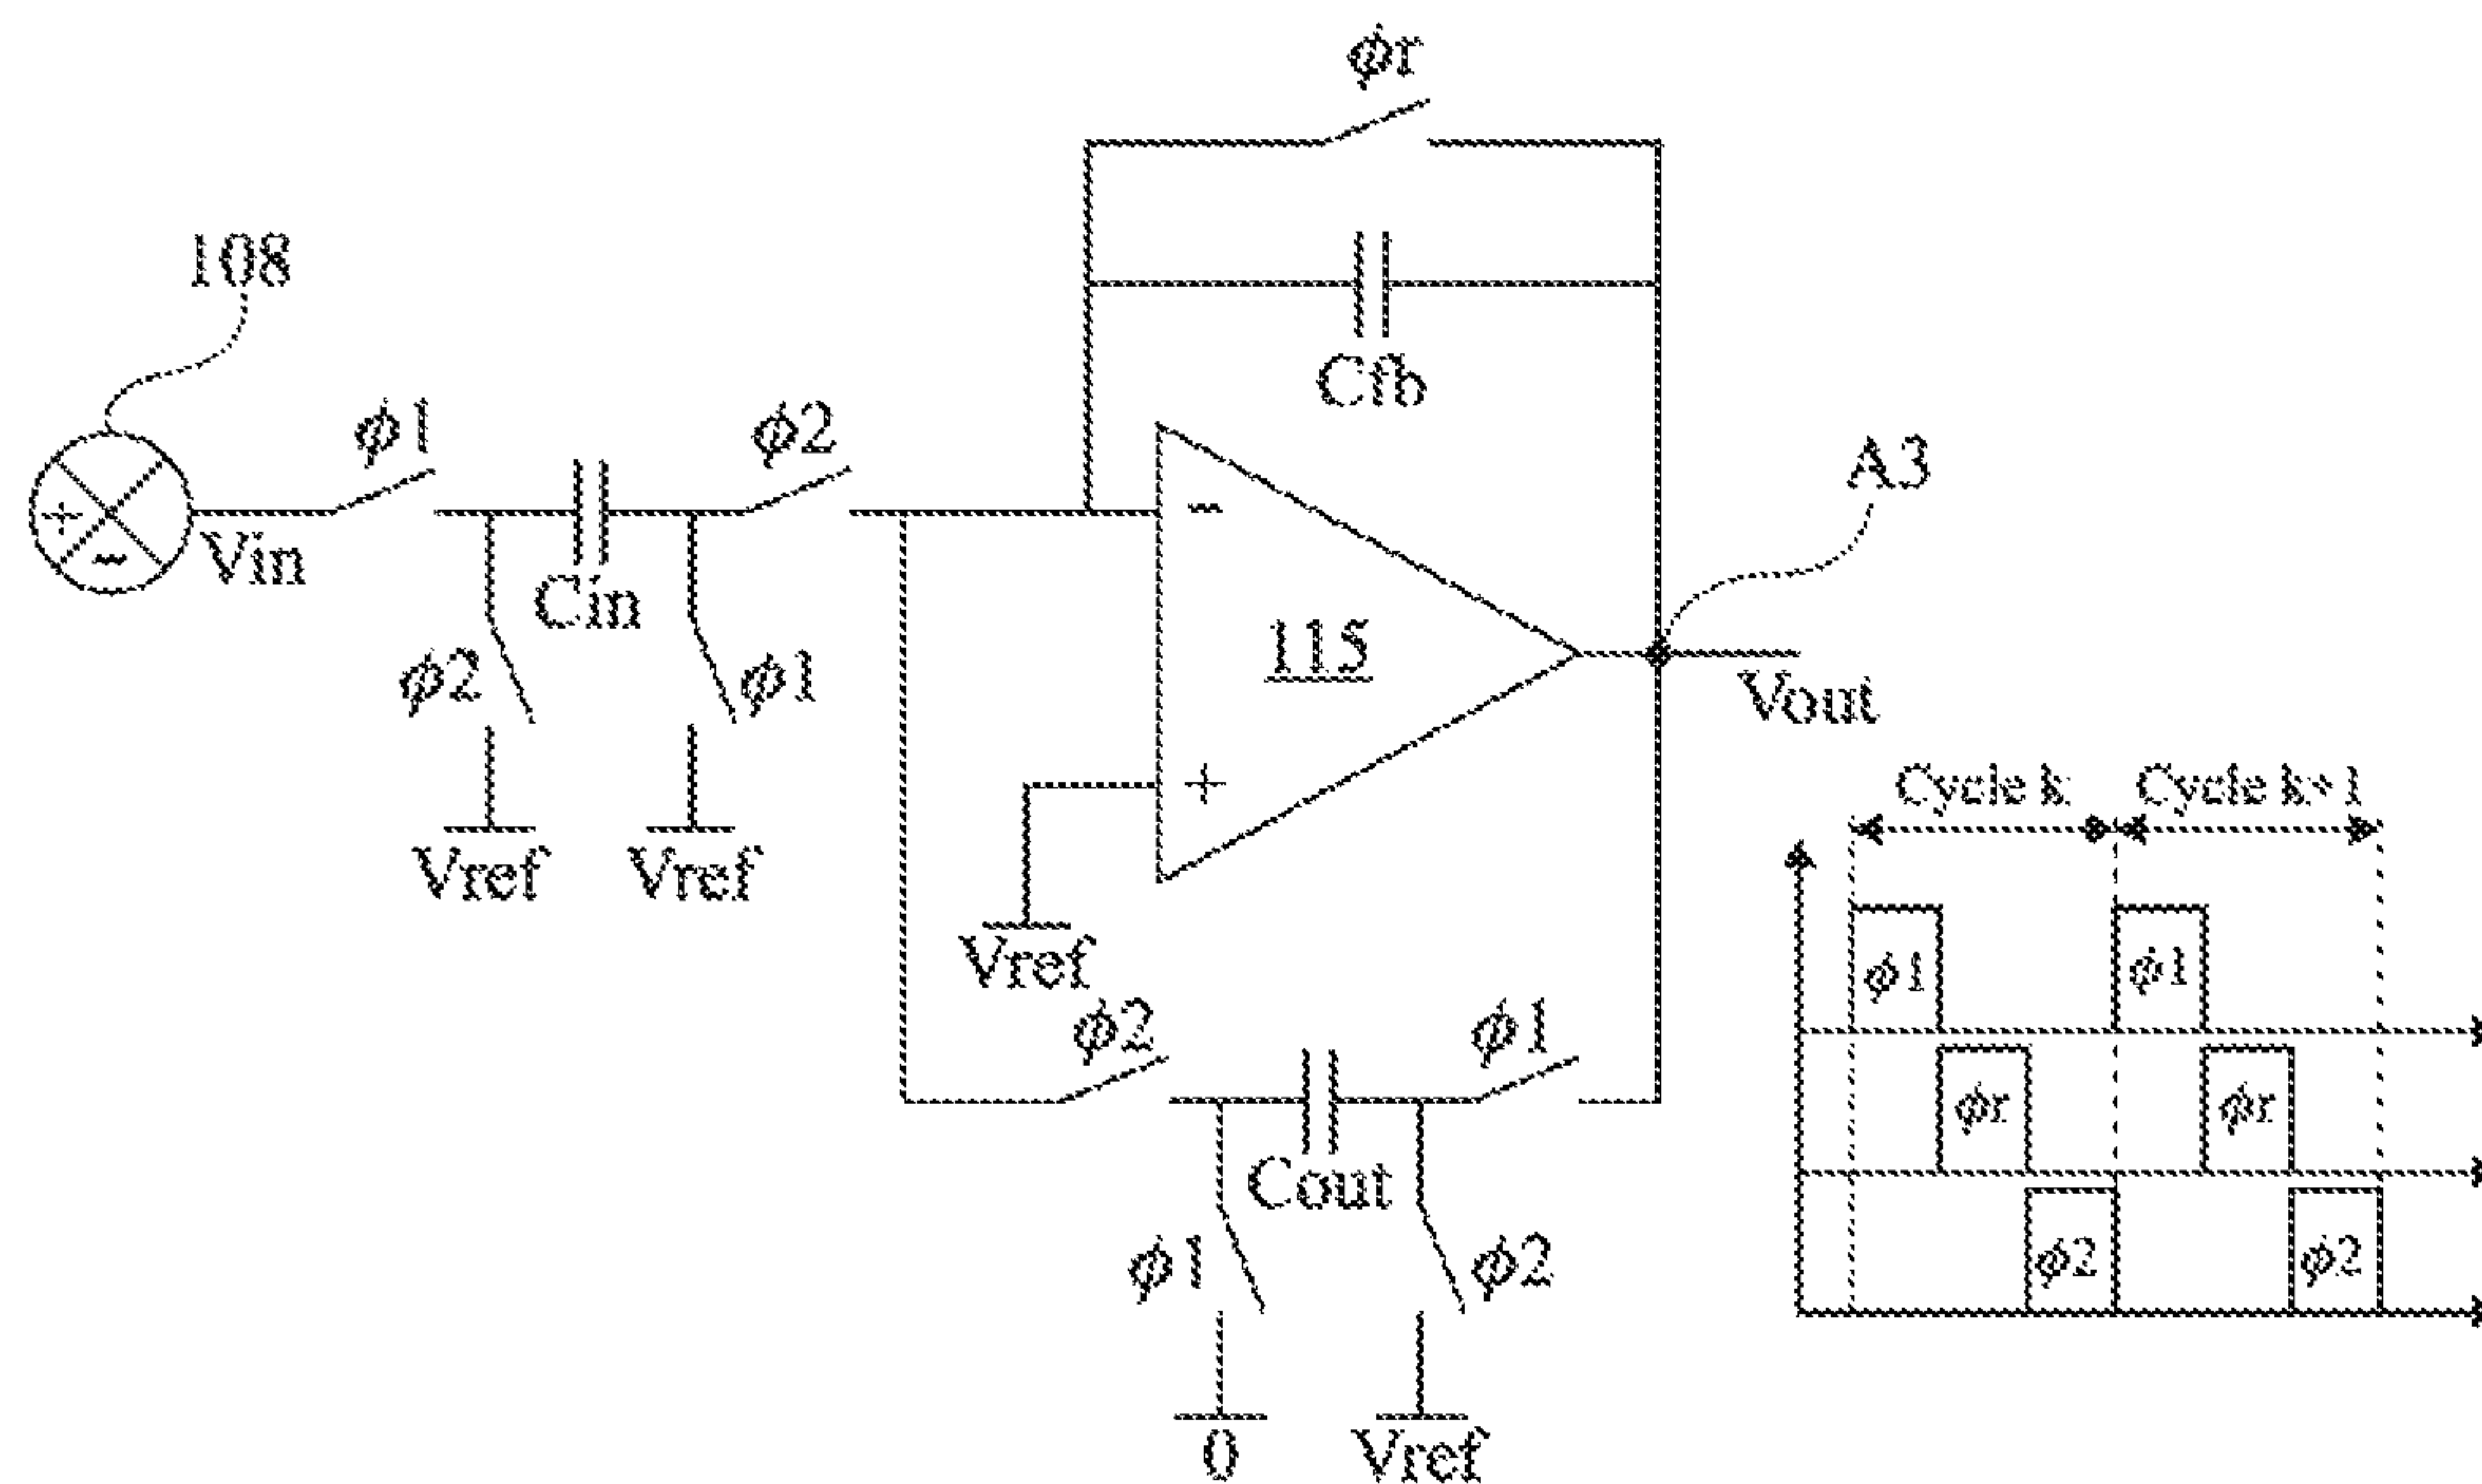 ϕr
108
Cfb
ϕ1
ϕ2
A3
+
-
Vin
-
Cin
115
ϕ2
ϕ1
Vout
+
Vref
Vref
Cycle k
Cycle k+1
Vref
ϕ1
ϕ1
ϕ2
ϕ1
ϕr
ϕr
Cout
ϕ1
ϕ2
ϕ2
ϕ2
0
Vref